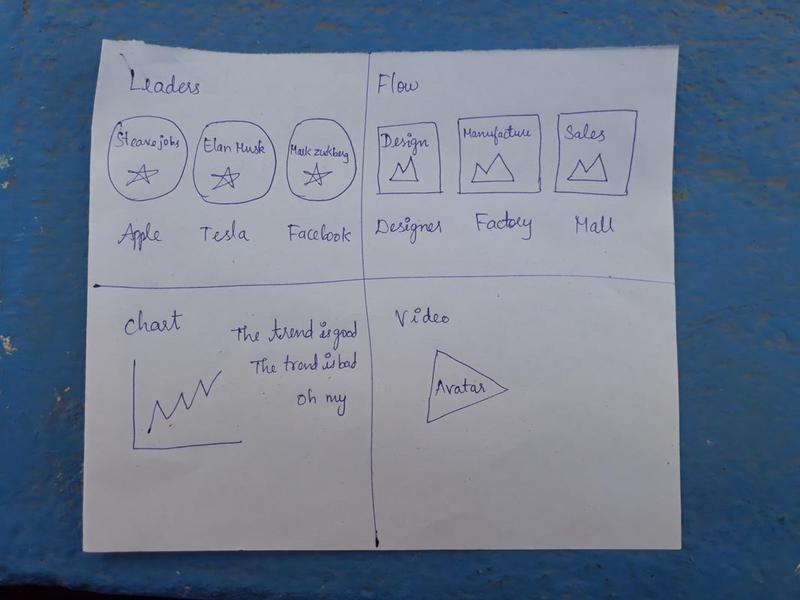 Leaders
Steave jobs
Elan Musk
Mark zuckberg
Apple
Tesla
Facebook
Flow
Design
Manufacture
Sales
Designer
Factory
Mall
Chart
The trend is good
The trend is bad
oh my
Video
Avatar